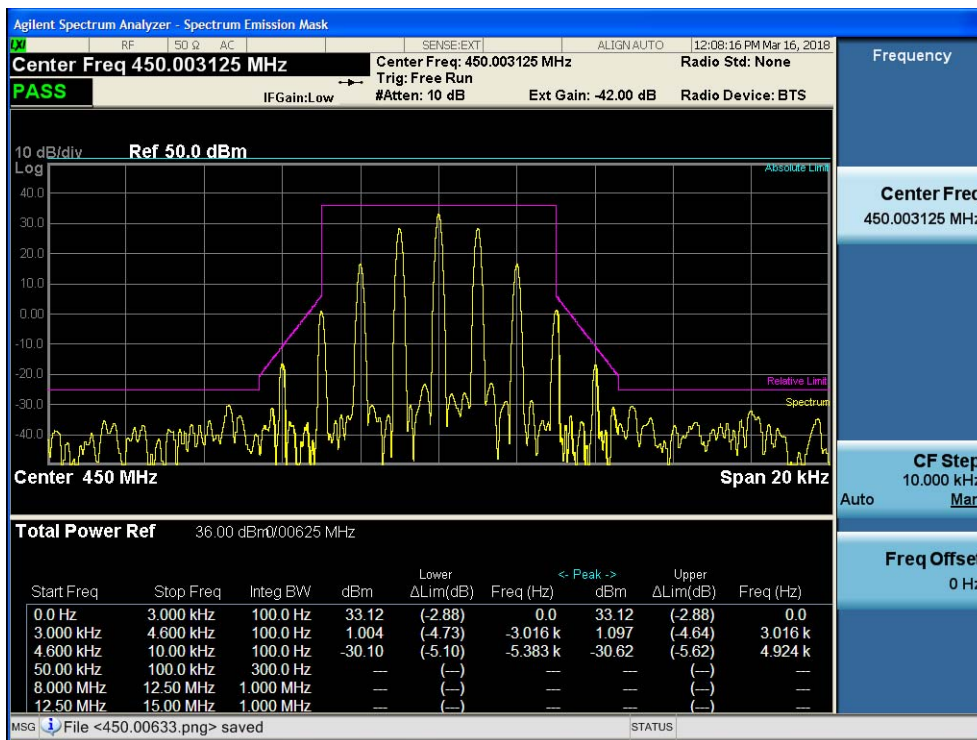 Agilent Spectrum Analyzer - Spectrum Emission Mask
LXI RF 50 Ω AC SENSE:EXT ALIGN AUTO 12:08:16 PM Mar 16, 2018
Center Freq 450.003125 MHz
Center Freq: 450.003125 MHz
Radio Std: None
Trig: Free Run
PASS
IFGain:Low
#Atten: 10 dB
Ext Gain: -42.00 dB
Radio Device: BTS
10 dB/div
Ref 50.0 dBm
Log
Absolute Limit
40.0
30.0
20.0
10.0
0.00
-10.0
-20.0
Relative Limit
-30.0
Spectrum
-40.0
Center 450 MHz
Span 20 kHz
Total Power Ref 36.00 dBm/0.00625 MHz
Lower <- Peak -> Upper
Start Freq Stop Freq Integ BW dBm ΔLim(dB) Freq (Hz) dBm ΔLim(dB) Freq (Hz)
0.0 Hz 3.000 kHz 100.0 Hz 33.12 (-2.88) 0.0 33.12 (-2.88) 0.0
3.000 kHz 4.600 kHz 100.0 Hz 1.004 (-4.73) -3.016 k 1.097 (-4.64) 3.016 k
4.600 kHz 10.00 kHz 100.0 Hz -30.10 (-5.10) -5.383 k -30.62 (-5.62) 4.924 k
50.00 kHz 100.0 kHz 300.0 Hz --- (---) --- --- (---) ---
8.000 MHz 12.50 MHz 1.000 MHz --- (---) --- --- (---) ---
12.50 MHz 15.00 MHz 1.000 MHz --- (---) --- --- (---) ---
MSG File <450.00633.png> saved
STATUS
Frequency
Center Freq
450.003125 MHz
CF Step
10.000 kHz
Auto Man
Freq Offset
0 Hz